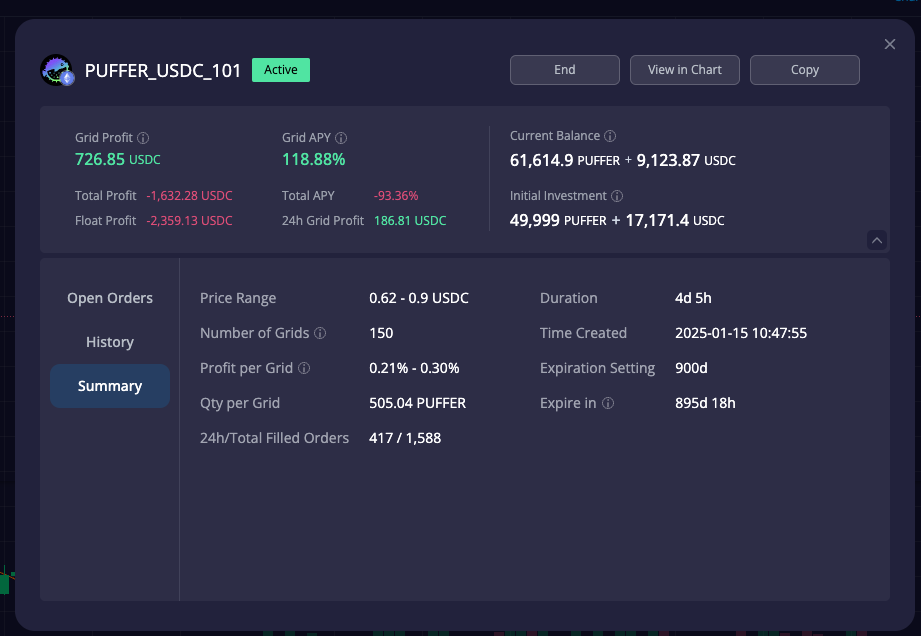 PUFFER_USDC_101
Active
End
View in Chart
Copy
Grid Profit
Grid APY
726.85 USDC
118.88%
Total Profit -1,632.28 USDC
Total APY -93.36%
Float Profit -2,359.13 USDC
24h Grid Profit 186.81 USDC
Current Balance
61,614.9 PUFFER + 9,123.87 USDC
Initial Investment
49,999 PUFFER + 17,171.4 USDC
Open Orders
History
Summary
Price Range 0.62 - 0.9 USDC
Number of Grids 150
Profit per Grid 0.21% - 0.30%
Qty per Grid 505.04 PUFFER
24h/Total Filled Orders 417 / 1,588
Duration 4d 5h
Time Created 2025-01-15 10:47:55
Expiration Setting 900d
Expire in 895d 18h